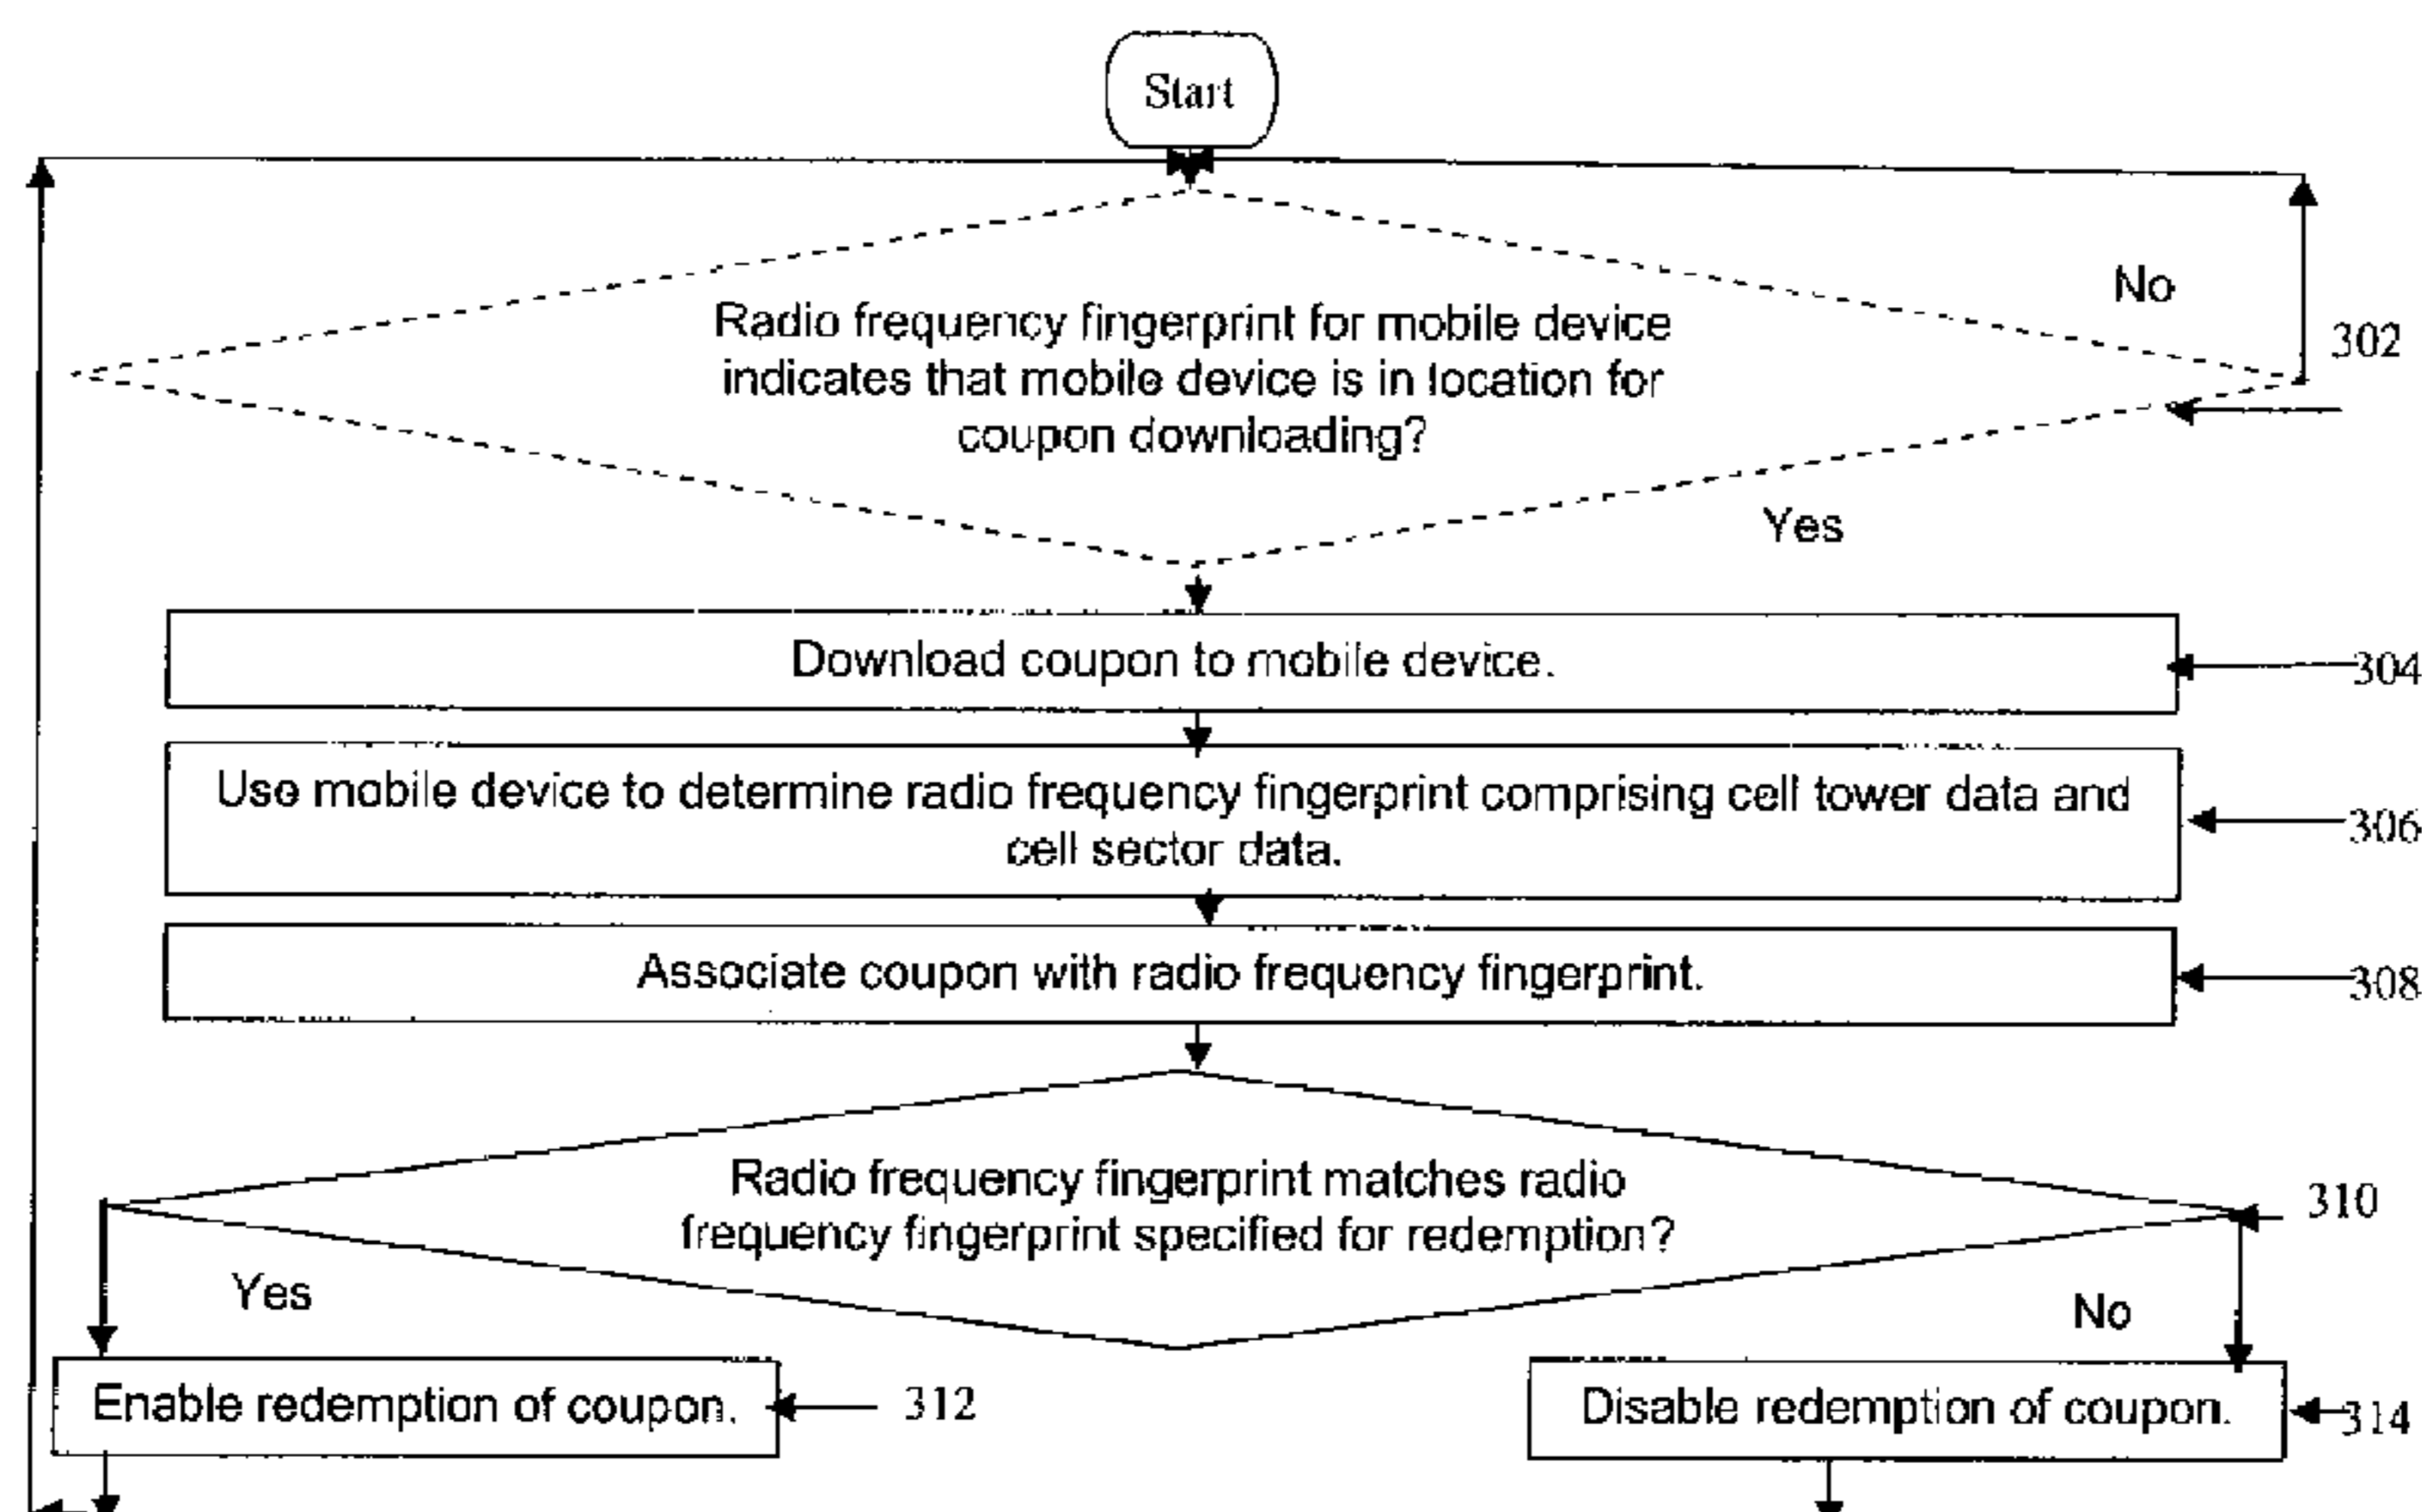 Start
No
Radio frequency fingerprint for mobile device
302
indicates that mobile device is in location for
coupon downloading?
Yes
Download coupon to mobile device.
304
Use mobile device to determine radio frequency fingerprint comprising cell tower data and
306
cell sector data.
Associate coupon with radio frequency fingerprint.
308
Radio frequency fingerprint matches radio
310
frequency fingerprint specified for redemption?
Yes
No
Enable redemption of coupon.
312
Disable redemption of coupon.
314